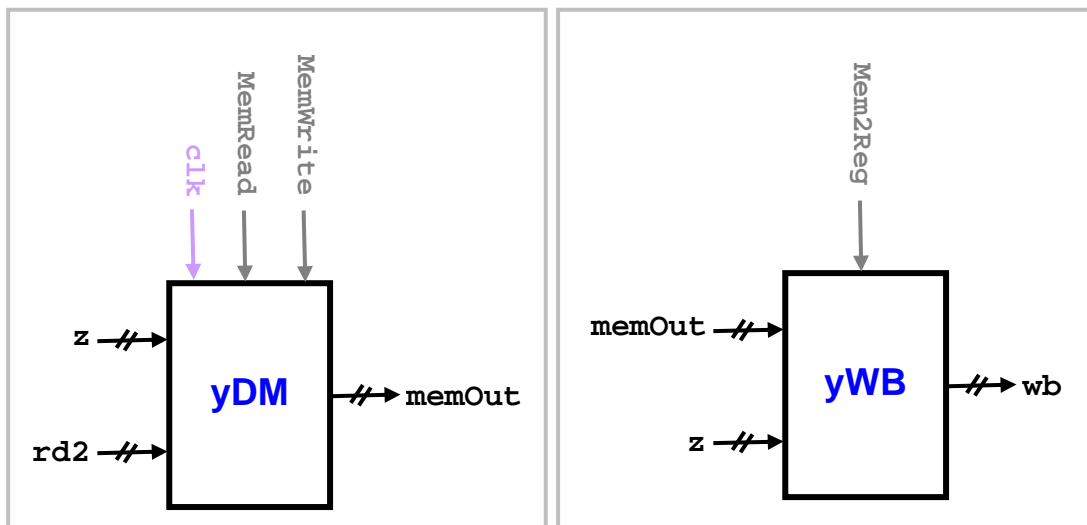 clk
MemRead
MemWrite
z
rd2
yDM
memOut
Mem2Reg
memOut
z
yWB
wb